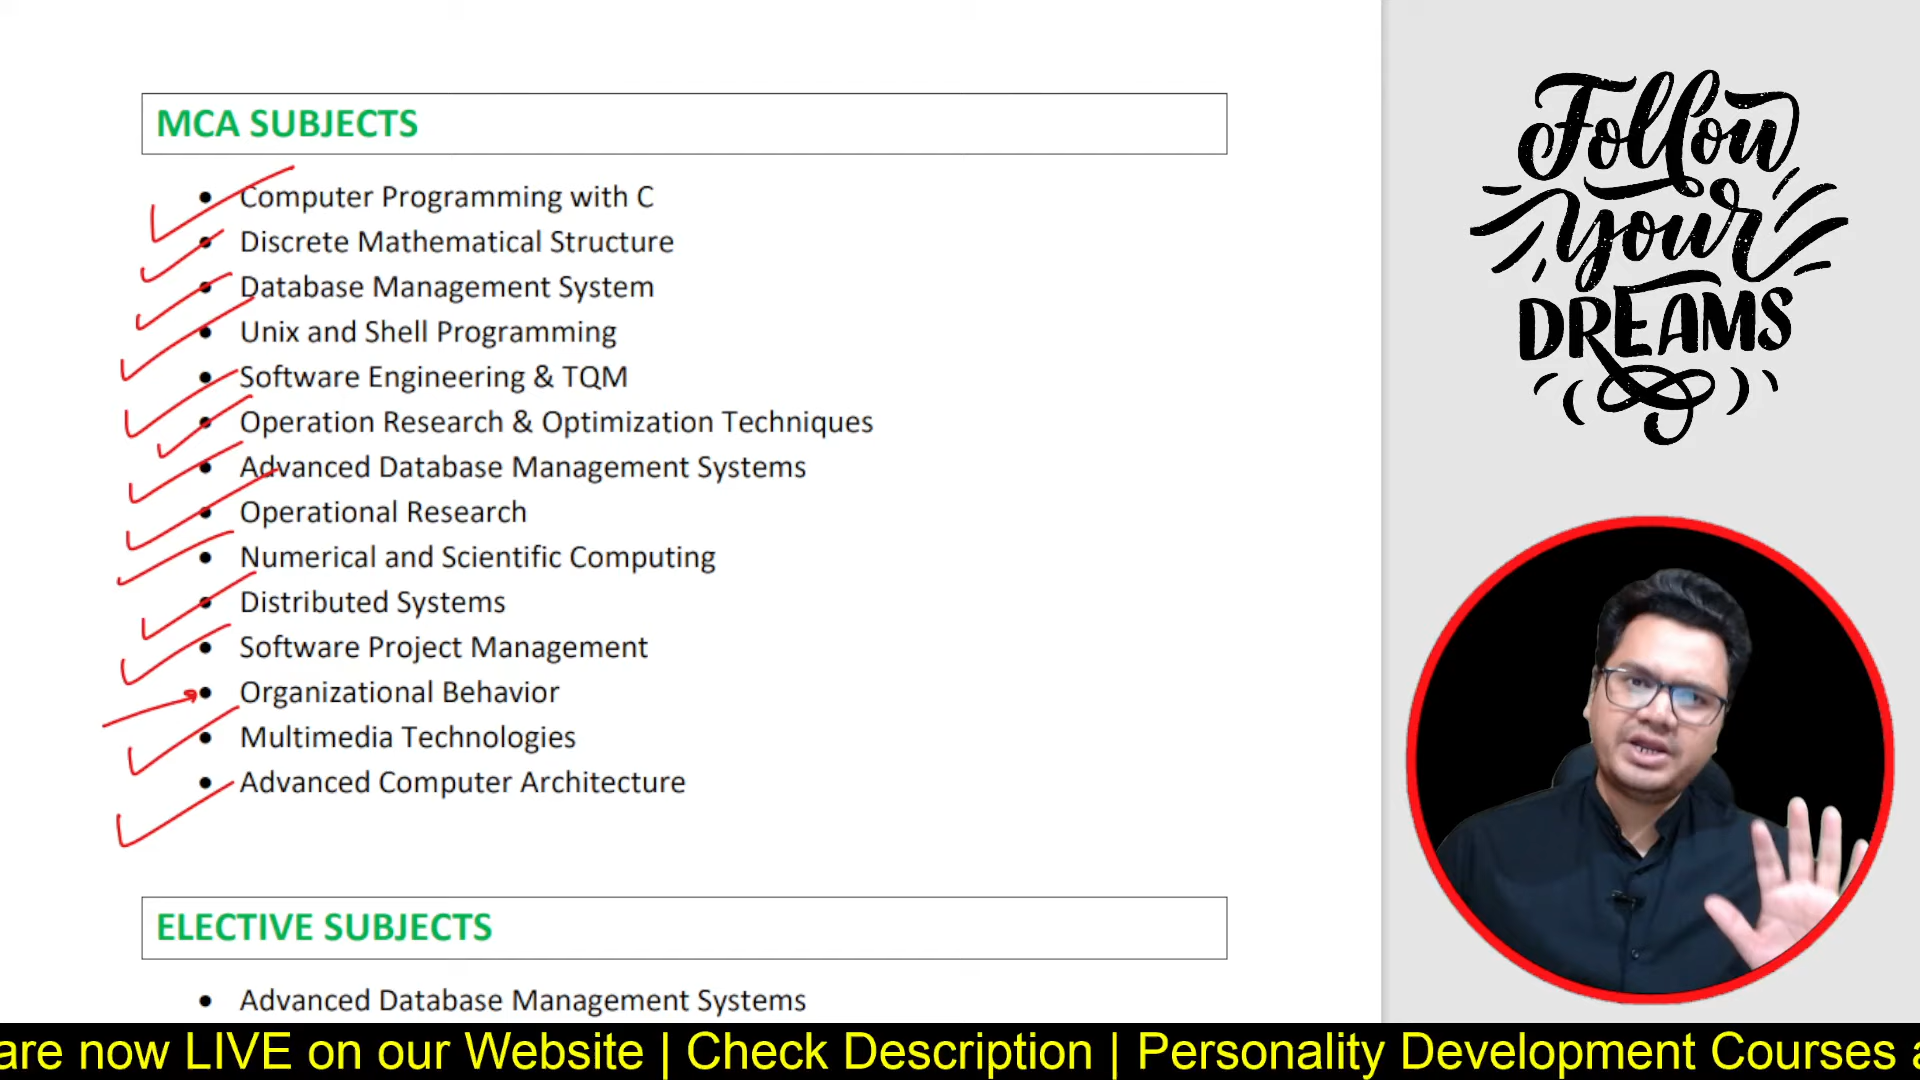 MCA SUBJECTS
• Computer Programming with C
• Discrete Mathematical Structure
• Database Management System
• Unix and Shell Programming
• Software Engineering & TQM
• Operation Research & Optimization Techniques
• Advanced Database Management Systems
• Operational Research
• Numerical and Scientific Computing
• Distributed Systems
• Software Project Management
• Organizational Behavior
• Multimedia Technologies
• Advanced Computer Architecture
ELECTIVE SUBJECTS
• Advanced Database Management Systems
Follow
Your
DREAMS
are now LIVE on our Website | Check Description | Personality Development Courses a